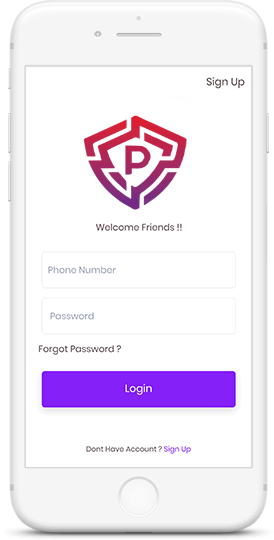 Sign Up
P
Welcome Friends !!
Phone Number
Password
Forgot Password ?
Login
Dont Have Account ? Sign Up